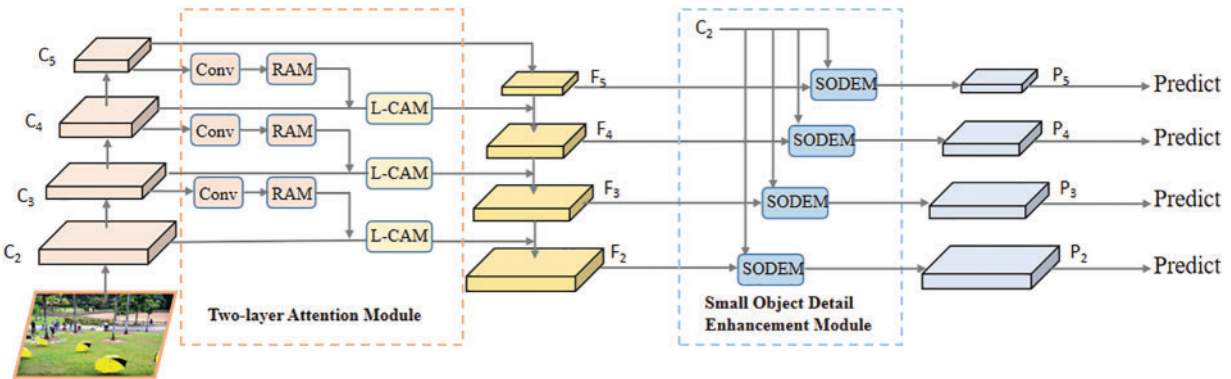 C5
Conv
RAM
L-CAM
C4
Conv
RAM
L-CAM
C3
Conv
RAM
L-CAM
C2
Two-layer Attention Module
F5
F4
F3
F2
C2
SODEM
SODEM
SODEM
SODEM
Small Object Detail
Enhancement Module
P5
Predict
P4
Predict
P3
Predict
P2
Predict